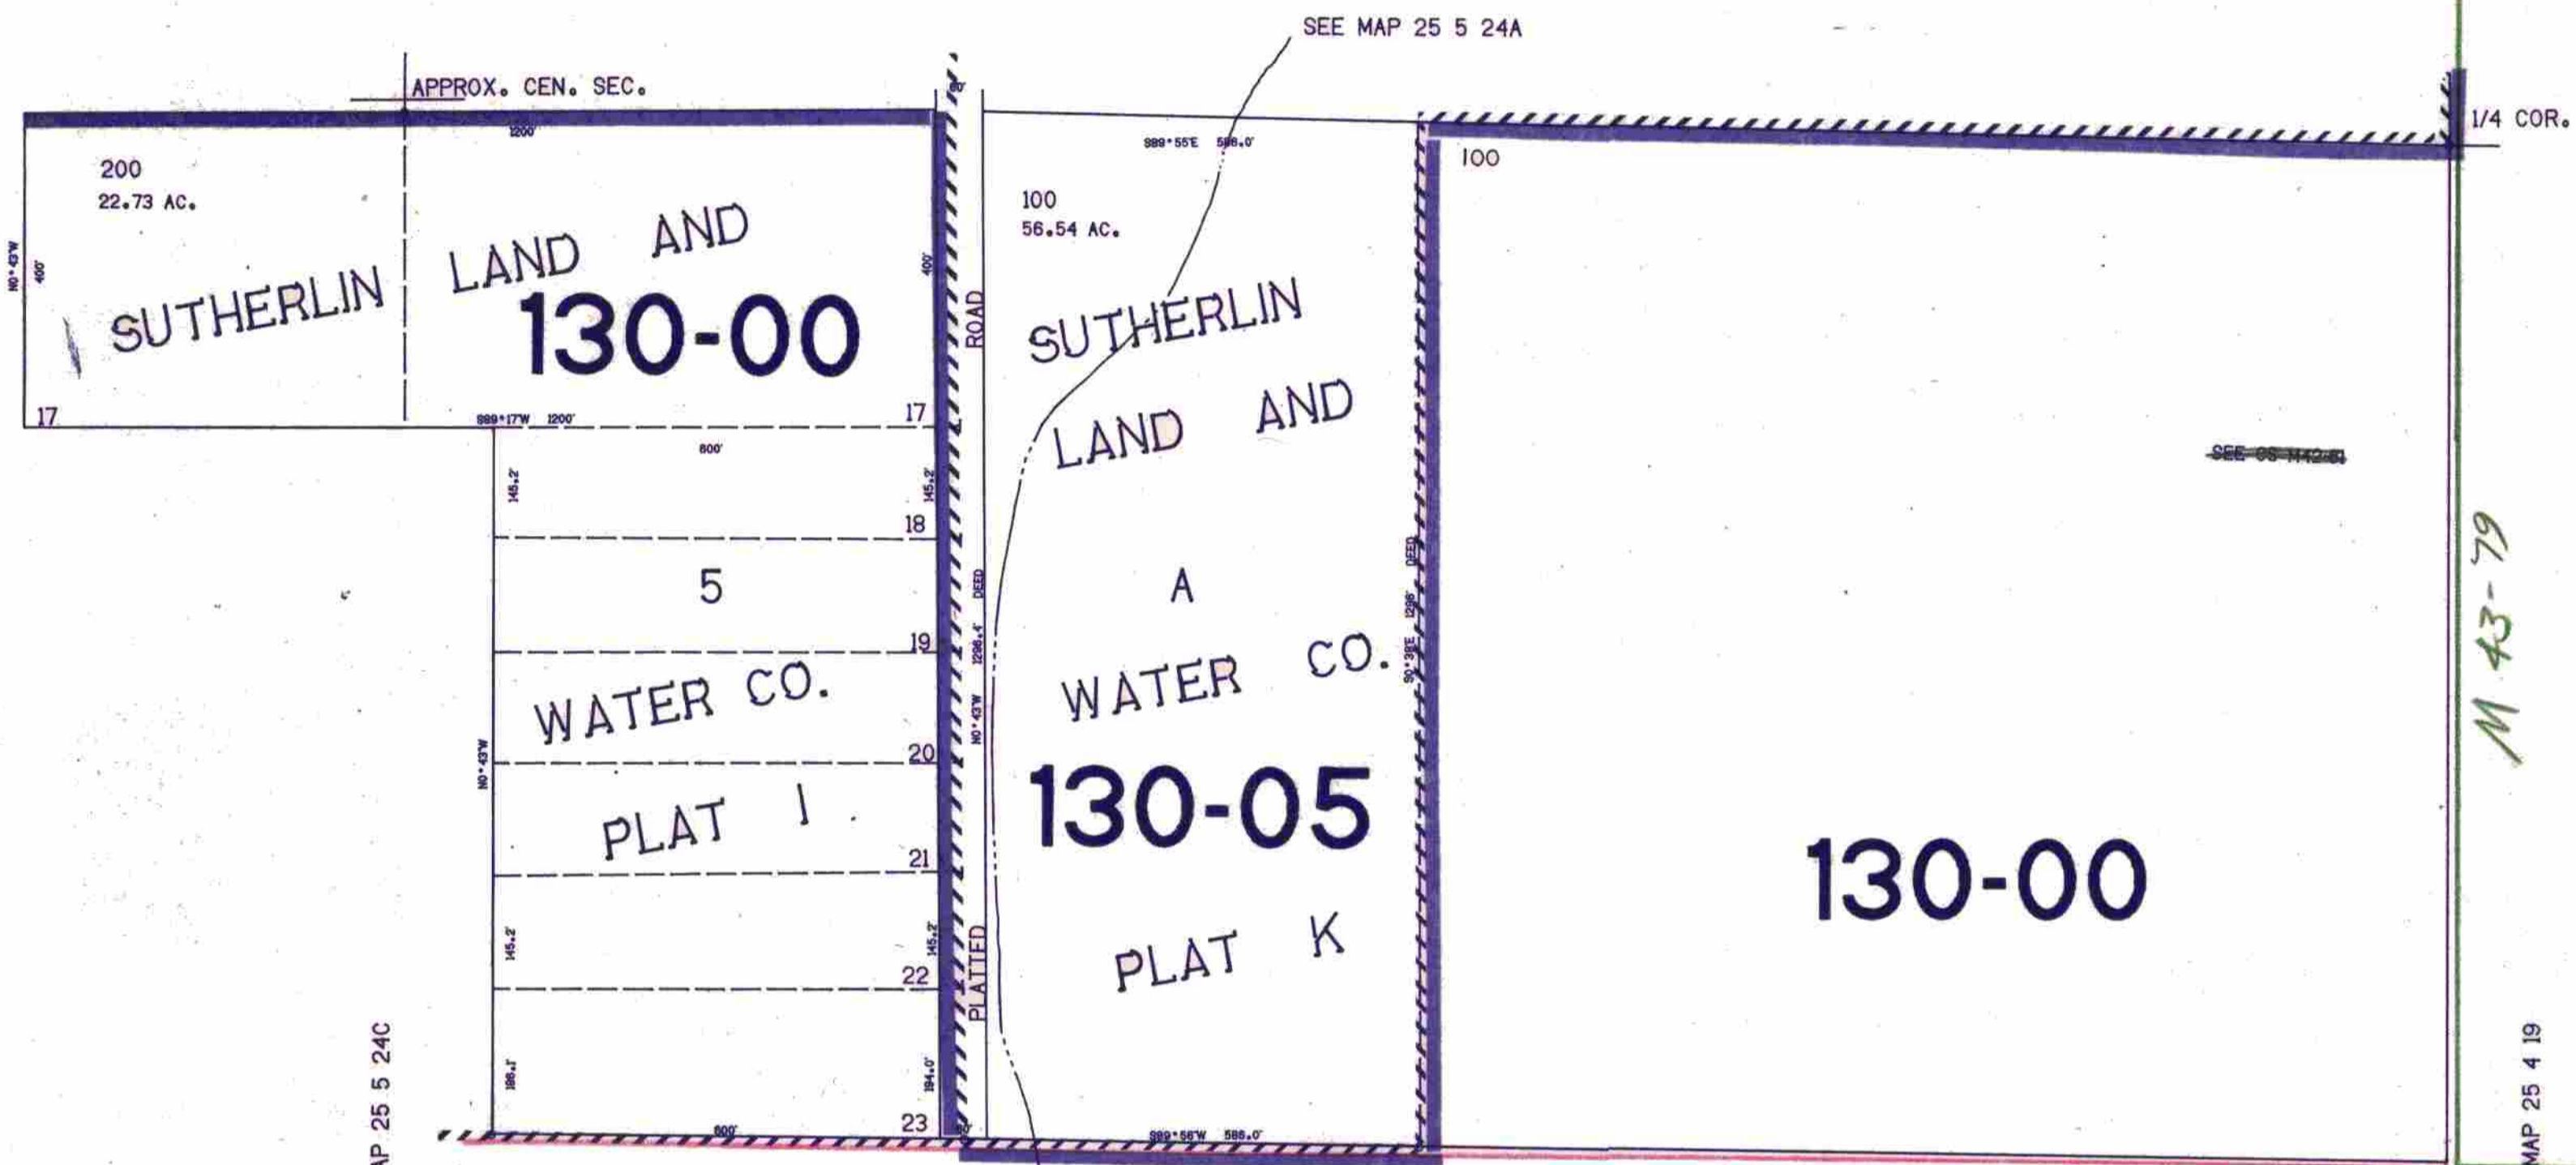 SEE MAP 25 5 24A
APPROX. CEN. SEC.
60'
1/4 COR.
1200'
200
22.73 AC.
N0°43'W
400'
400'
SUTHERLIN LAND AND
130-00
17
S89°17'W 1200'
17
600'
145.2'
145.2'
18
5
19
WATER CO.
20
N0°43'W
PLAT I
21
145.2'
145.2'
22
196.1'
194.0'
23
600'
MAP 25 5 24C
ROAD
N0°43'W 1296.4' DEED
PLATTED
60'
S89°55'E
100
56.54 AC.
SUTHERLIN
LAND AND
A
WATER CO.
130-05
PLAT K
S0°38'E 1296' DEED
S89°56'W 586.0'
100
130-00
M 43-79
MAP 25 4 19